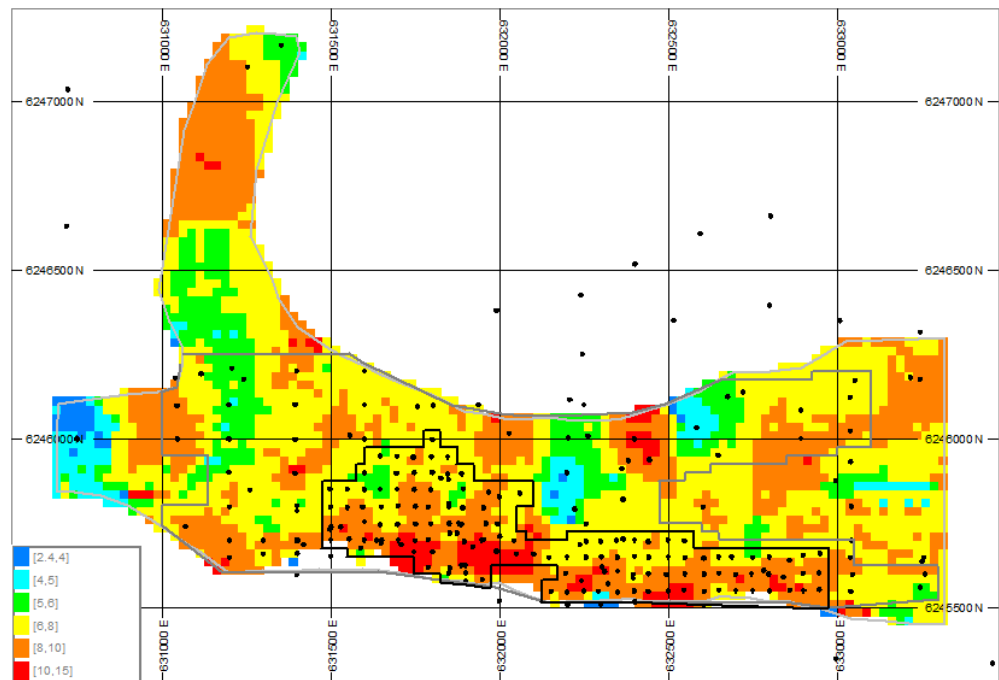 631000 E 631500 E 632000 E 632500 E 633000 E
6247000 N 6247000 N
6246500 N 6246500 N
6246000 N 6246000 N
6245500 N
[2.4,4]
[4,5]
[5,6]
[6,8]
[8,10]
[10,15]
631000 E 631500 E 632000 E 632500 E 633000 E